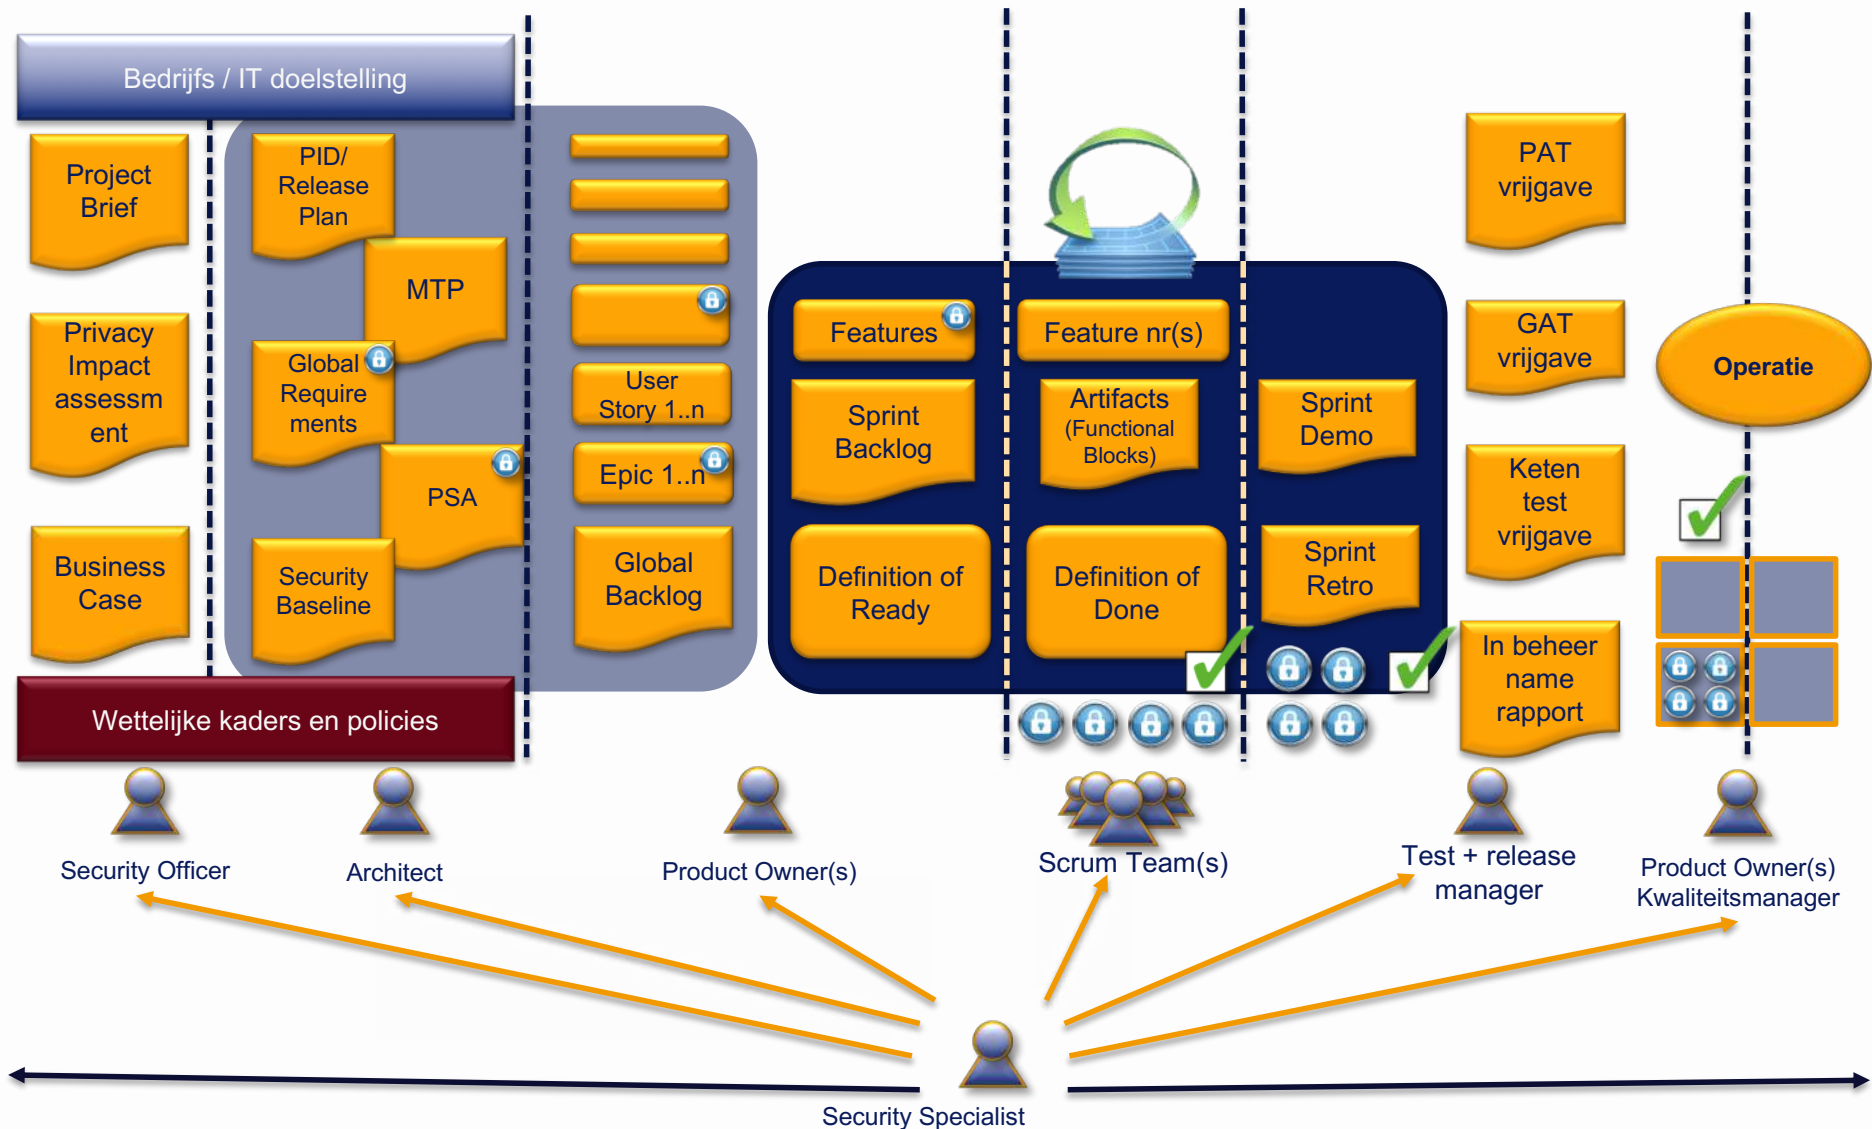 Bedrijfs / IT doelstelling
Project
Brief
Privacy
Impact
assessm
ent
Business
Case
PID/
Release
Plan
MTP
Global
Require
ments
PSA
Security
Baseline
User
Story 1..n
Epic 1..n
Global
Backlog
Features
Sprint
Backlog
Definition of
Ready
Feature nr(s)
Artifacts
(Functional
Blocks)
Definition of
Done
Sprint
Demo
Sprint
Retro
PAT
vrijgave
GAT
vrijgave
Keten
test
vrijgave
In beheer
name
rapport
Operatie
Wettelijke kaders en policies
Security Officer
Architect
Product Owner(s)
Scrum Team(s)
Test + release
manager
Product Owner(s)
Kwaliteitsmanager
Security Specialist